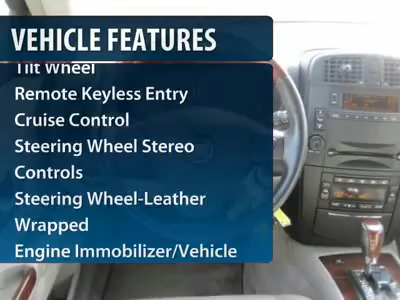 VEHICLE FEATURES
Tilt Wheel
Remote Keyless Entry
Cruise Control
Steering Wheel Stereo
Controls
Steering Wheel-Leather
Wrapped
Engine Immobilizer/Vehicle